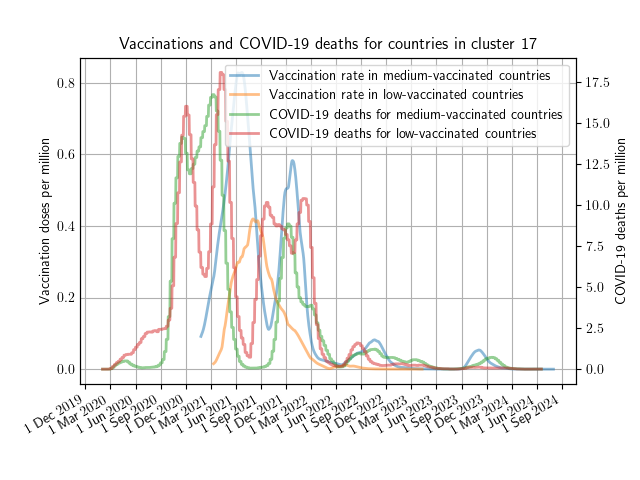 Vaccinations and COVID-19 deaths for countries in cluster 17
Vaccination rate in medium-vaccinated countries
Vaccination rate in low-vaccinated countries
COVID-19 deaths for medium-vaccinated countries
COVID-19 deaths for low-vaccinated countries
Vaccination doses per million
0.8
0.6
0.4
0.2
0.0
COVID-19 deaths per million
17.5
15.0
12.5
10.0
7.5
5.0
2.5
0.0
1 Dec 2019
1 Mar 2020
1 Jun 2020
1 Sep 2020
1 Dec 2020
1 Mar 2021
1 Jun 2021
1 Sep 2021
1 Dec 2021
1 Mar 2022
1 Jun 2022
1 Sep 2022
1 Dec 2022
1 Mar 2023
1 Jun 2023
1 Sep 2023
1 Dec 2023
1 Mar 2024
1 Jun 2024
1 Sep 2024